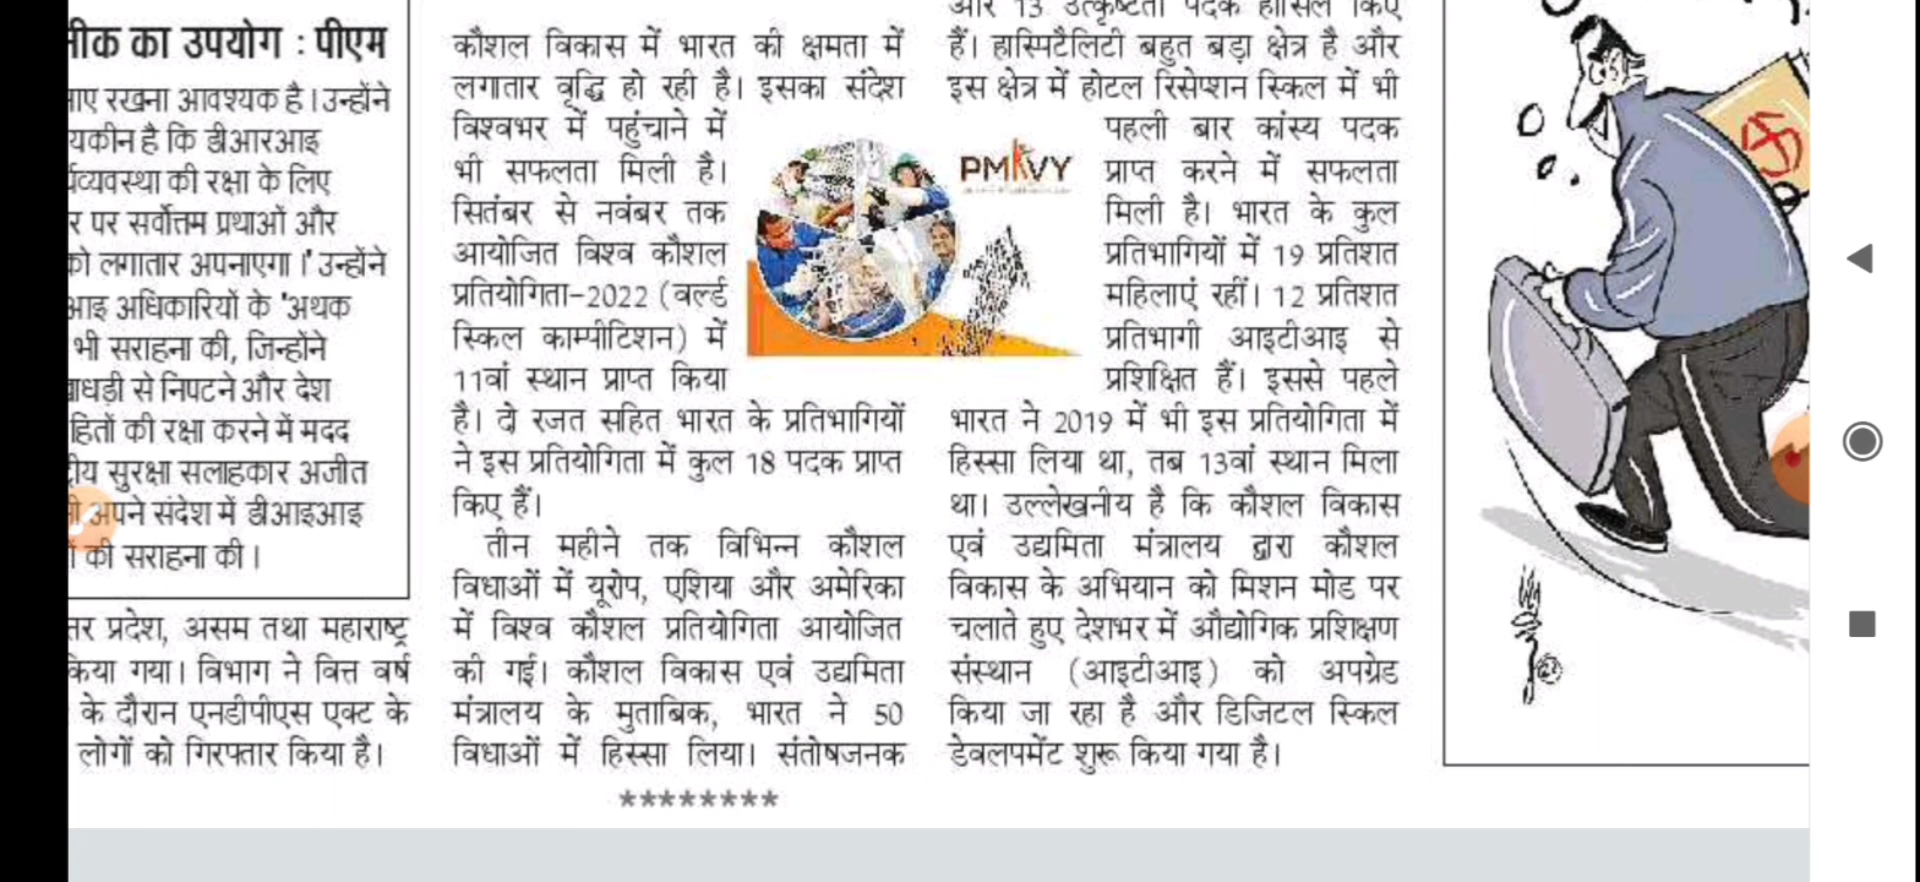 का उपयोग : पीएम
रखना आवश्यक है। उन्होंने
यकीन है कि डीआरआइ
की रक्षा के लिए
पर सर्वोत्तम प्रथाओं और
लगातार अपनाएगा।' उन्होंने
अधिकारियों के 'अथक
भी सराहना की, जिन्होंने
से निपटने और देश
हितों की रक्षा करने में मदद
सुरक्षा सलाहकार अजीत
अपने संदेश में डीआइआइ
की सराहना की।
प्रदेश, असम तथा महाराष्ट्र
किया गया। विभाग ने वित्त वर्ष
के दौरान एनडीपीएस एक्ट के
लोगों को गिरफ्तार किया है।
कौशल विकास में भारत की क्षमता में
लगातार वृद्धि हो रही है। इसका संदेश
विश्वभर में पहुंचाने में
भी सफलता मिली है।
सितंबर से नवंबर तक
आयोजित विश्व कौशल
प्रतियोगिता-2022 (वर्ल्ड
स्किल काम्पीटिशन) में
11वां स्थान प्राप्त किया
है। दो रजत सहित भारत के प्रतिभागियों
ने इस प्रतियोगिता में कुल 18 पदक प्राप्त
किए हैं।
तीन महीने तक विभिन्न कौशल
विधाओं में यूरोप, एशिया और अमेरिका
में विश्व कौशल प्रतियोगिता आयोजित
की गई। कौशल विकास एवं उद्यमिता
मंत्रालय के मुताबिक, भारत ने 50
विधाओं में हिस्सा लिया। संतोषजनक
********
PMKVY
और 13 उत्कृष्टता पदक हासिल किए
हैं। हास्पिटैलिटी बहुत बड़ा क्षेत्र है और
इस क्षेत्र में होटल रिसेप्शन स्किल में भी
पहली बार कांस्य पदक
प्राप्त करने में सफलता
मिली है। भारत के कुल
प्रतिभागियों में 19 प्रतिशत
महिलाएं रहीं। 12 प्रतिशत
प्रतिभागी आइटीआइ से
प्रशिक्षित हैं। इससे पहले
भारत ने 2019 में भी इस प्रतियोगिता में
हिस्सा लिया था, तब 13वां स्थान मिला
था। उल्लेखनीय है कि कौशल विकास
एवं उद्यमिता मंत्रालय द्वारा कौशल
विकास के अभियान को मिशन मोड पर
चलाते हुए देशभर में औद्योगिक प्रशिक्षण
संस्थान (आइटीआइ) को अपग्रेड
किया जा रहा है और डिजिटल स्किल
डेवलपमेंट शुरू किया गया है।